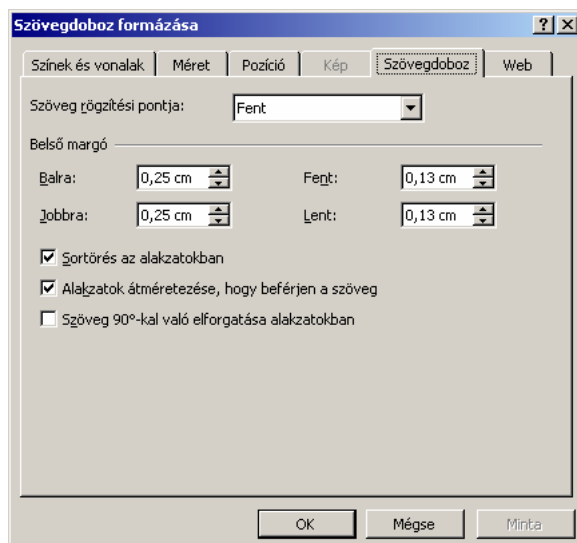 Szövegdoboz formázása
Színek és vonalak Méret Pozíció Kép Szövegdoboz Web
Szöveg rögzítési pontja: Fent
Belső margó
Balra: 0,25 cm Fent: 0,13 cm
Jobbra: 0,25 cm Lent: 0,13 cm
Sortörés az alakzatokban
Alakzatok átméretezése, hogy beférjen a szöveg
Szöveg 90°-kal való elforgatása alakzatokban
OK Mégse Minta